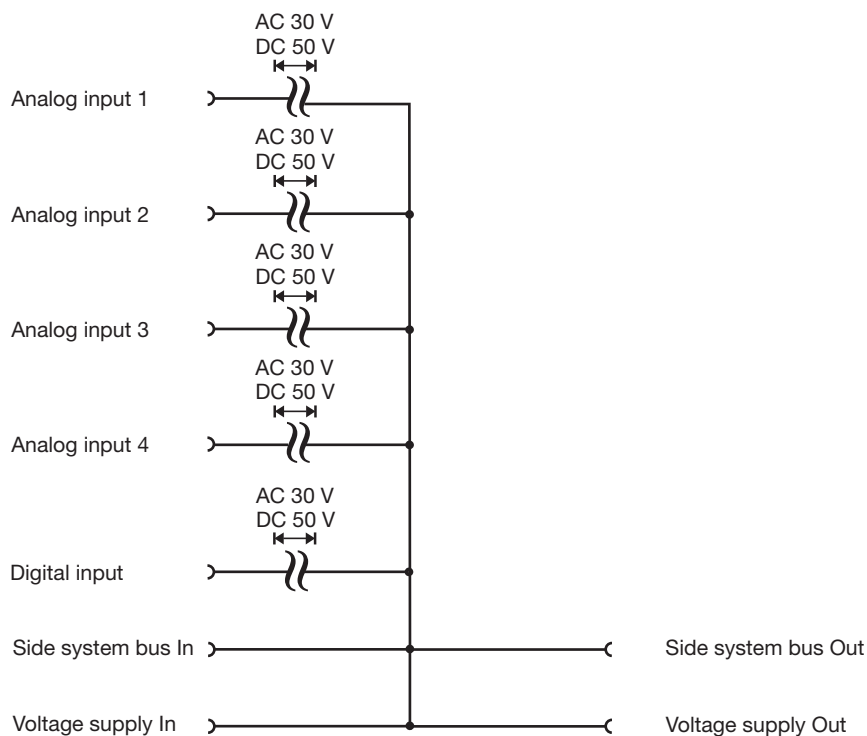 AC 30 V
DC 50 V
Analog input 1
AC 30 V
DC 50 V
Analog input 2
AC 30 V
DC 50 V
Analog input 3
AC 30 V
DC 50 V
Analog input 4
AC 30 V
DC 50 V
Digital input
Side system bus In
Side system bus Out
Voltage supply In
Voltage supply Out